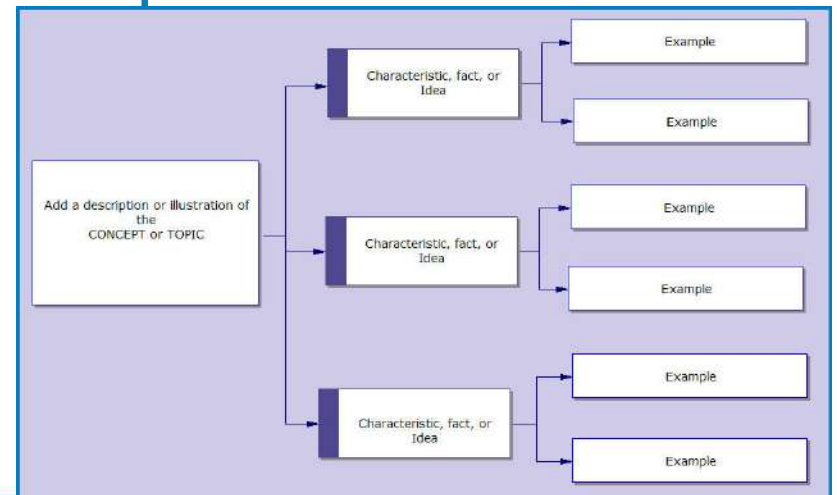 Add a description or illustration of
the
CONCEPT or TOPIC
Characteristic, fact, or
Idea
Example
Example
Characteristic, fact, or
Idea
Example
Example
Characteristic, fact, or
Idea
Example
Example